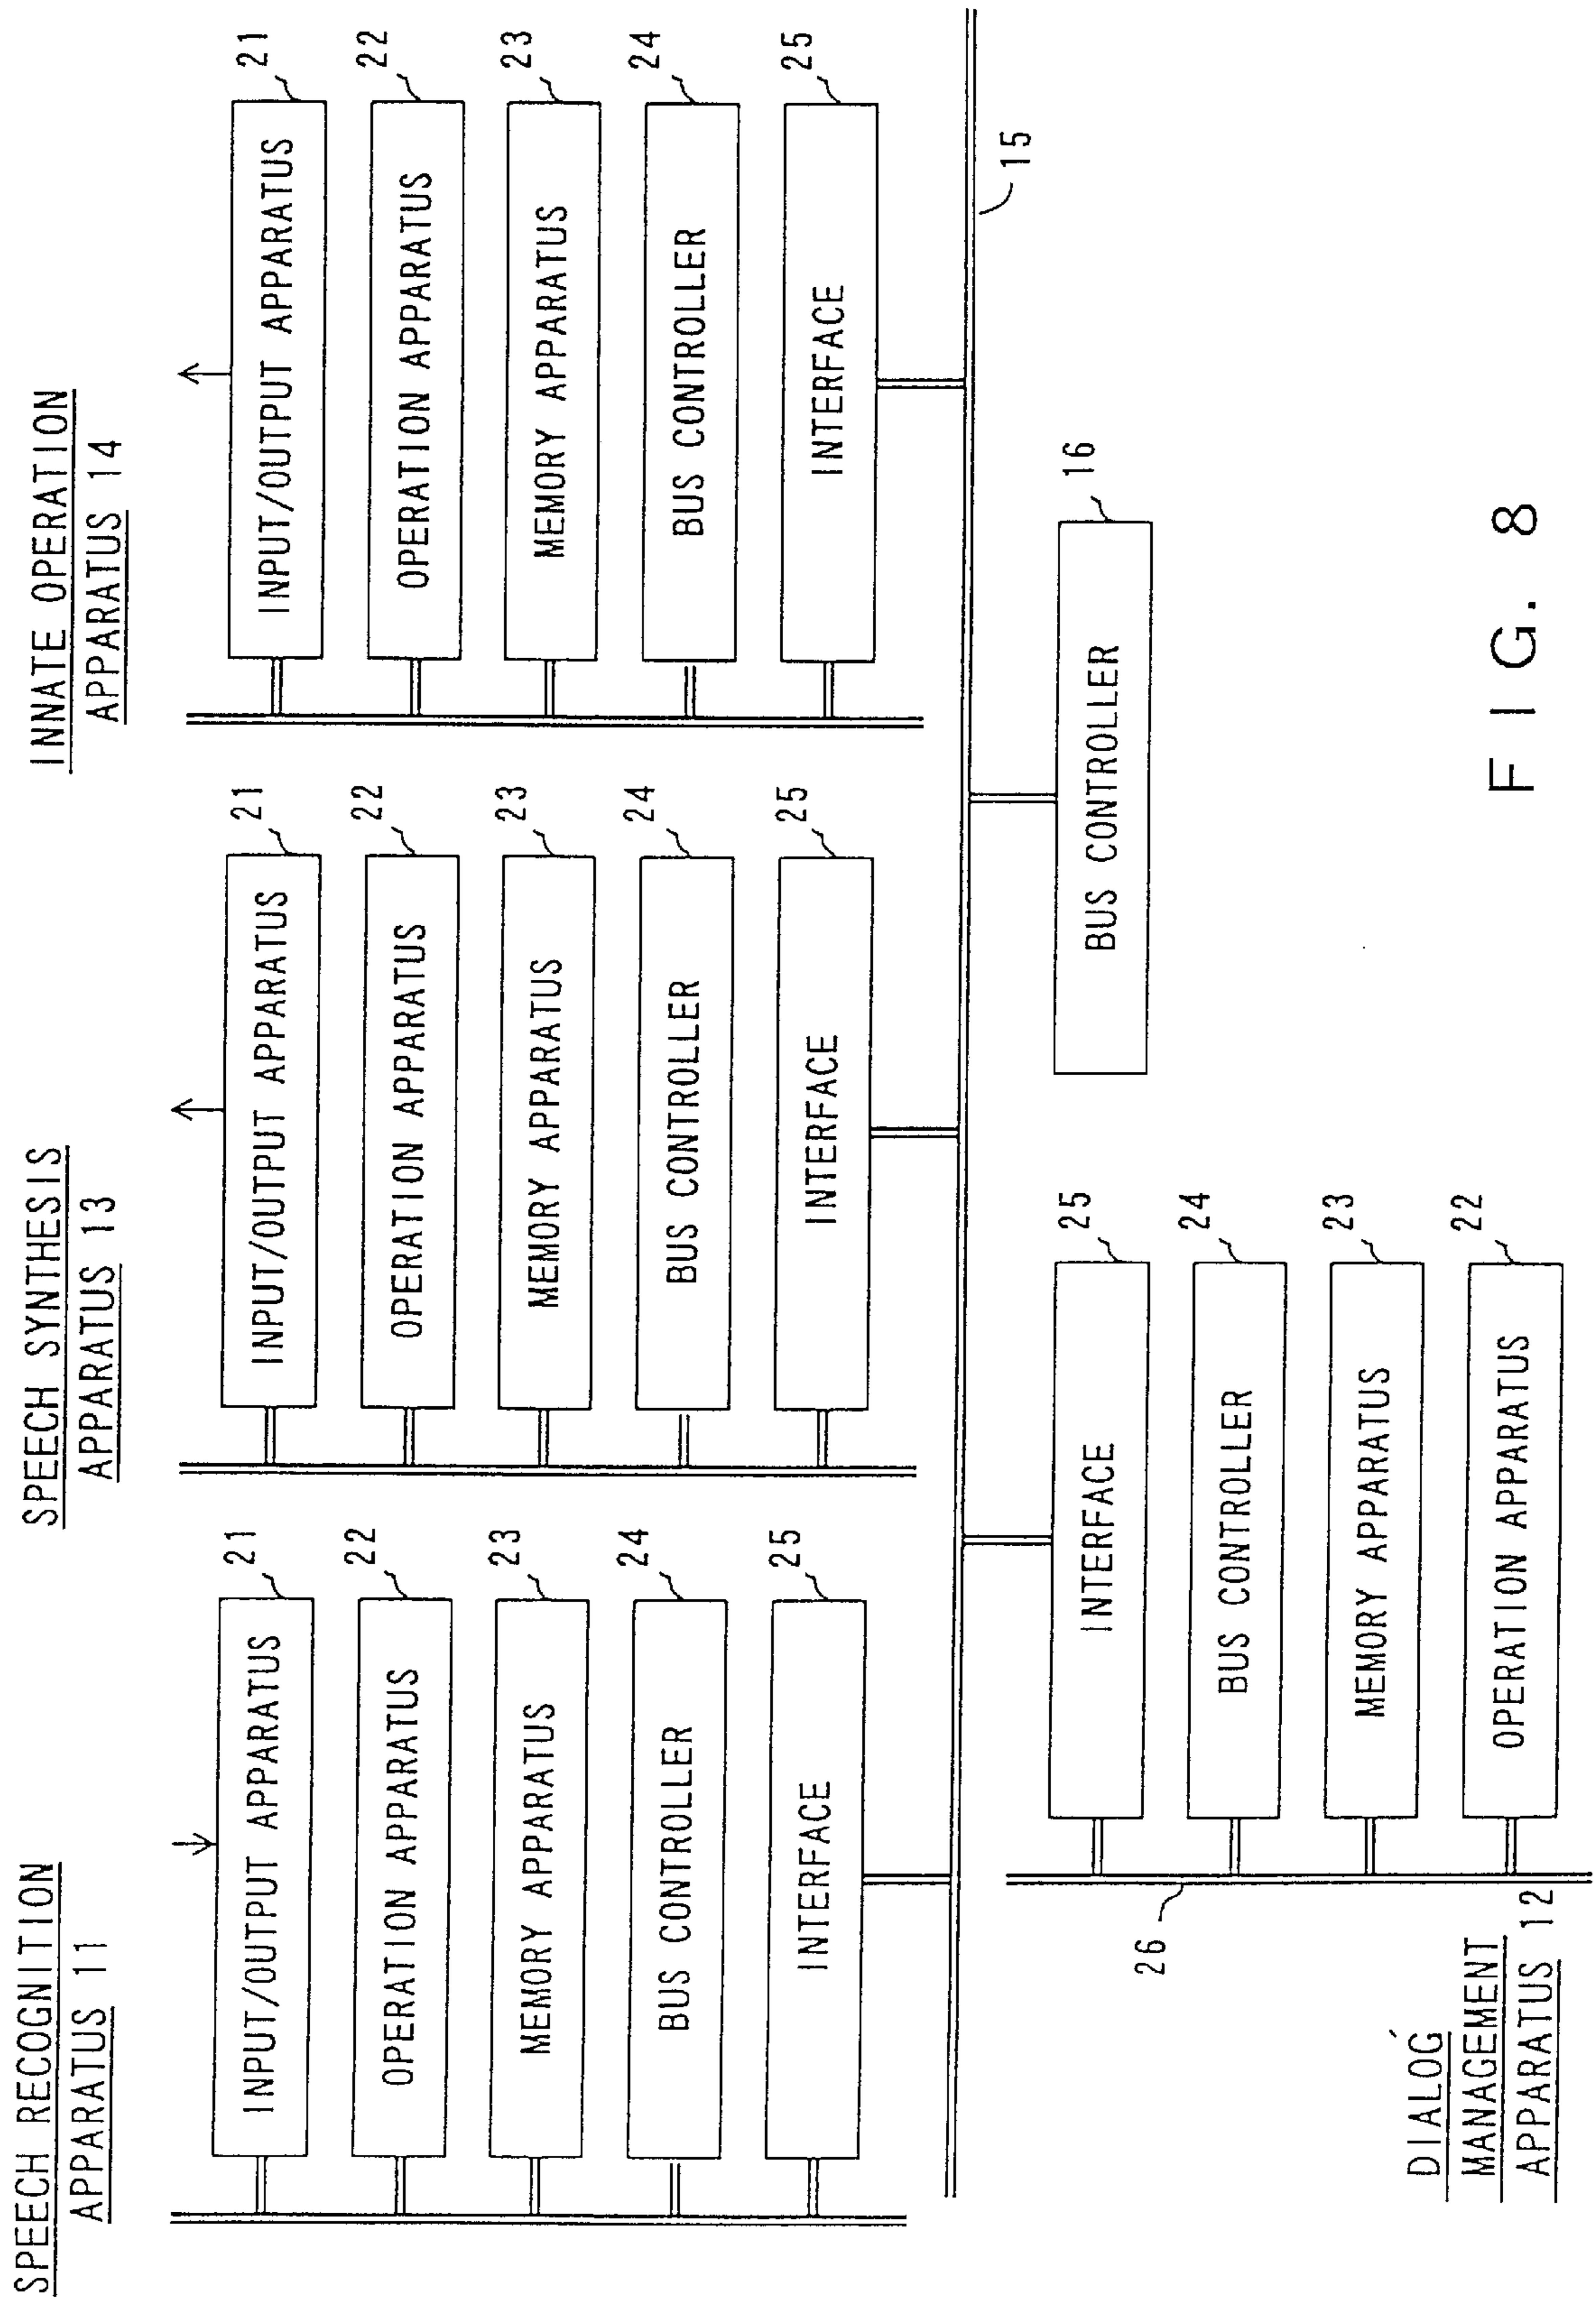 SPEECH RECOGNITION
APPARATUS 11
INPUT/OUTPUT APPARATUS
21
OPERATION APPARATUS
22
MEMORY APPARATUS
23
BUS CONTROLLER
24
INTERFACE
25
SPEECH SYNTHESIS
APPARATUS 13
INPUT/OUTPUT APPARATUS
21
OPERATION APPARATUS
22
MEMORY APPARATUS
23
BUS CONTROLLER
24
INTERFACE
25
INNATE OPERATION
APPARATUS 14
INPUT/OUTPUT APPARATUS
21
OPERATION APPARATUS
22
MEMORY APPARATUS
23
BUS CONTROLLER
24
INTERFACE
25
15
DIALOG
MANAGEMENT
APPARATUS 12
26
INTERFACE
25
BUS CONTROLLER
24
MEMORY APPARATUS
23
OPERATION APPARATUS
22
BUS CONTROLLER
16
FIG. 8